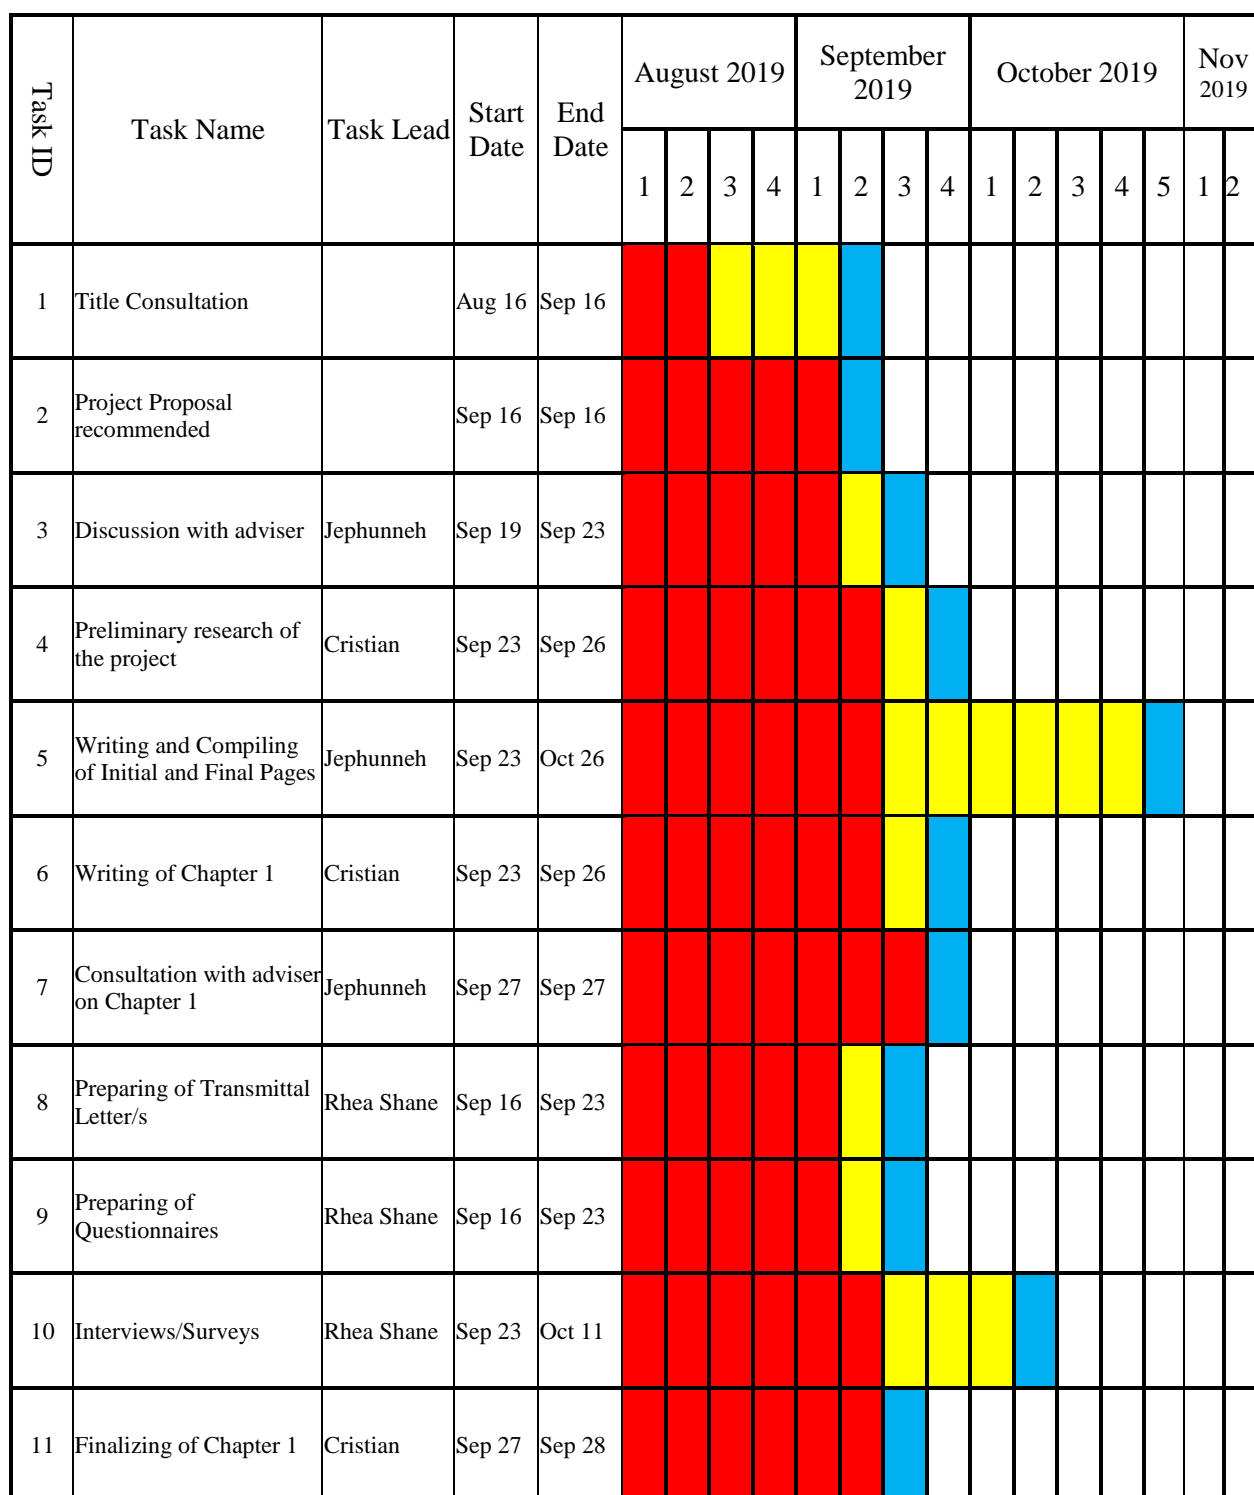 Task ID
Task Name
Task Lead
Start
Date
End
Date
August 2019
September
2019
October 2019
Nov
2019
1 2 3 4 1 2 3 4 1 2 3 4 5 1 2
1 Title Consultation Aug 16 Sep 16
2 Project Proposal
recommended Sep 16 Sep 16
3 Discussion with adviser Jephunneh Sep 19 Sep 23
4 Preliminary research of
the project Cristian Sep 23 Sep 26
5 Writing and Compiling
of Initial and Final Pages Jephunneh Sep 23 Oct 26
6 Writing of Chapter 1 Cristian Sep 23 Sep 26
7 Consultation with adviser
on Chapter 1 Jephunneh Sep 27 Sep 27
8 Preparing of Transmittal
Letter/s Rhea Shane Sep 16 Sep 23
9 Preparing of
Questionnaires Rhea Shane Sep 16 Sep 23
10 Interviews/Surveys Rhea Shane Sep 23 Oct 11
11 Finalizing of Chapter 1 Cristian Sep 27 Sep 28